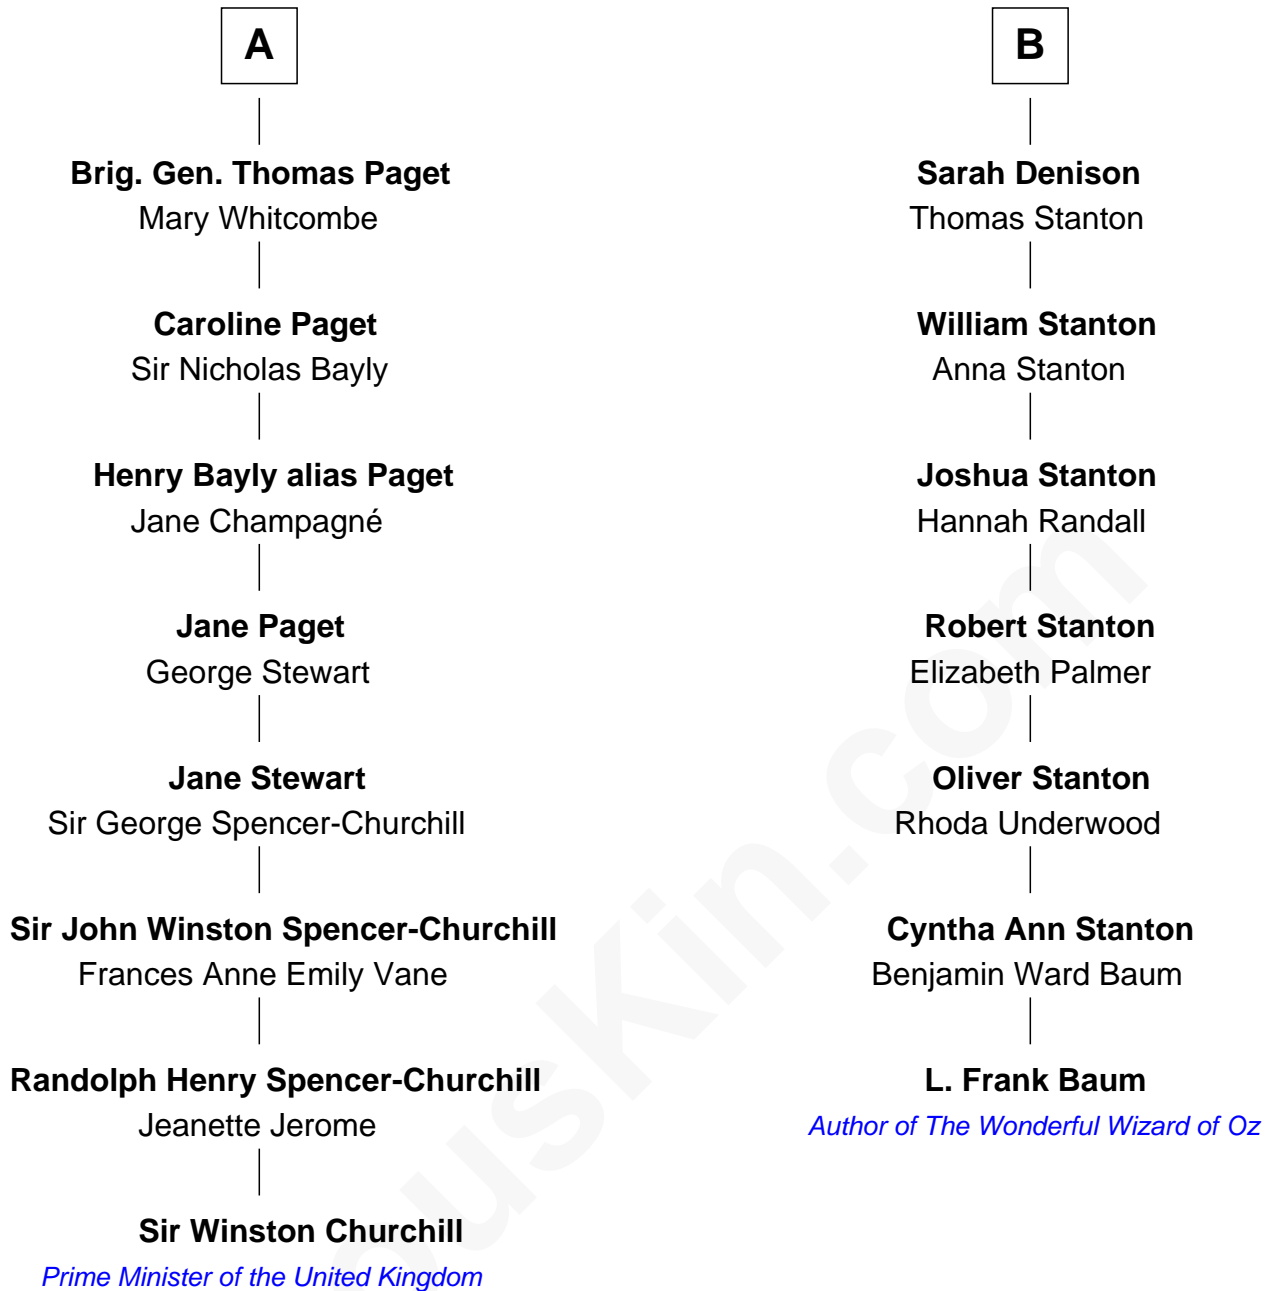 A
Brig. Gen. Thomas Paget
Mary Whitcombe
Caroline Paget
Sir Nicholas Bayly
Henry Bayly alias Paget
Jane Champagné
Jane Paget
George Stewart
Jane Stewart
Sir George Spencer-Churchill
Sir John Winston Spencer-Churchill
Frances Anne Emily Vane
Randolph Henry Spencer-Churchill
Jeanette Jerome
Sir Winston Churchill
Prime Minister of the United Kingdom
B
Sarah Denison
Thomas Stanton
William Stanton
Anna Stanton
Joshua Stanton
Hannah Randall
Robert Stanton
Elizabeth Palmer
Oliver Stanton
Rhoda Underwood
Cyntha Ann Stanton
Benjamin Ward Baum
L. Frank Baum
Author of The Wonderful Wizard of Oz
ousKin.com